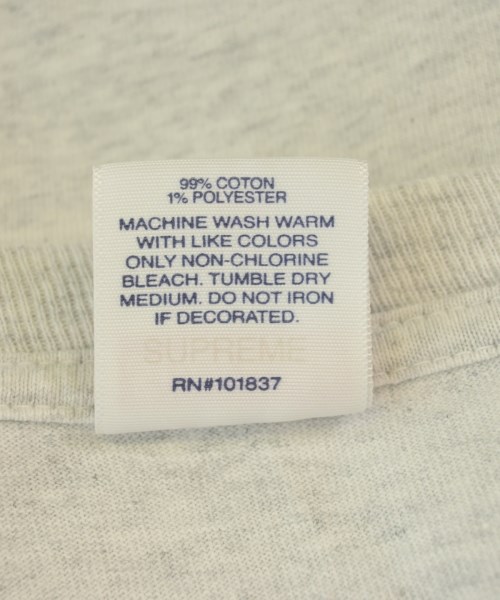 99% COTON
1% POLYESTER
MACHINE WASH WARM
WITH LIKE COLORS
ONLY NON-CHLORINE
BLEACH. TUMBLE DRY
MEDIUM. DO NOT IRON
IF DECORATED.
SUPREME
RN#101837